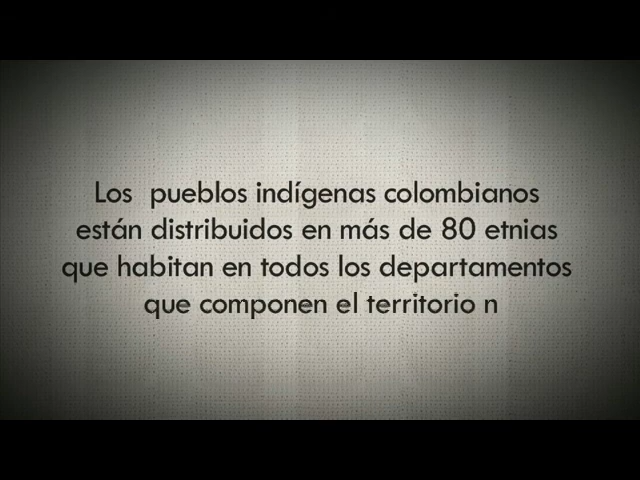 Los  pueblos indígenas colombianos
están distribuidos en más de 80 etnias
que habitan en todos los departamentos
que componen el territorio n